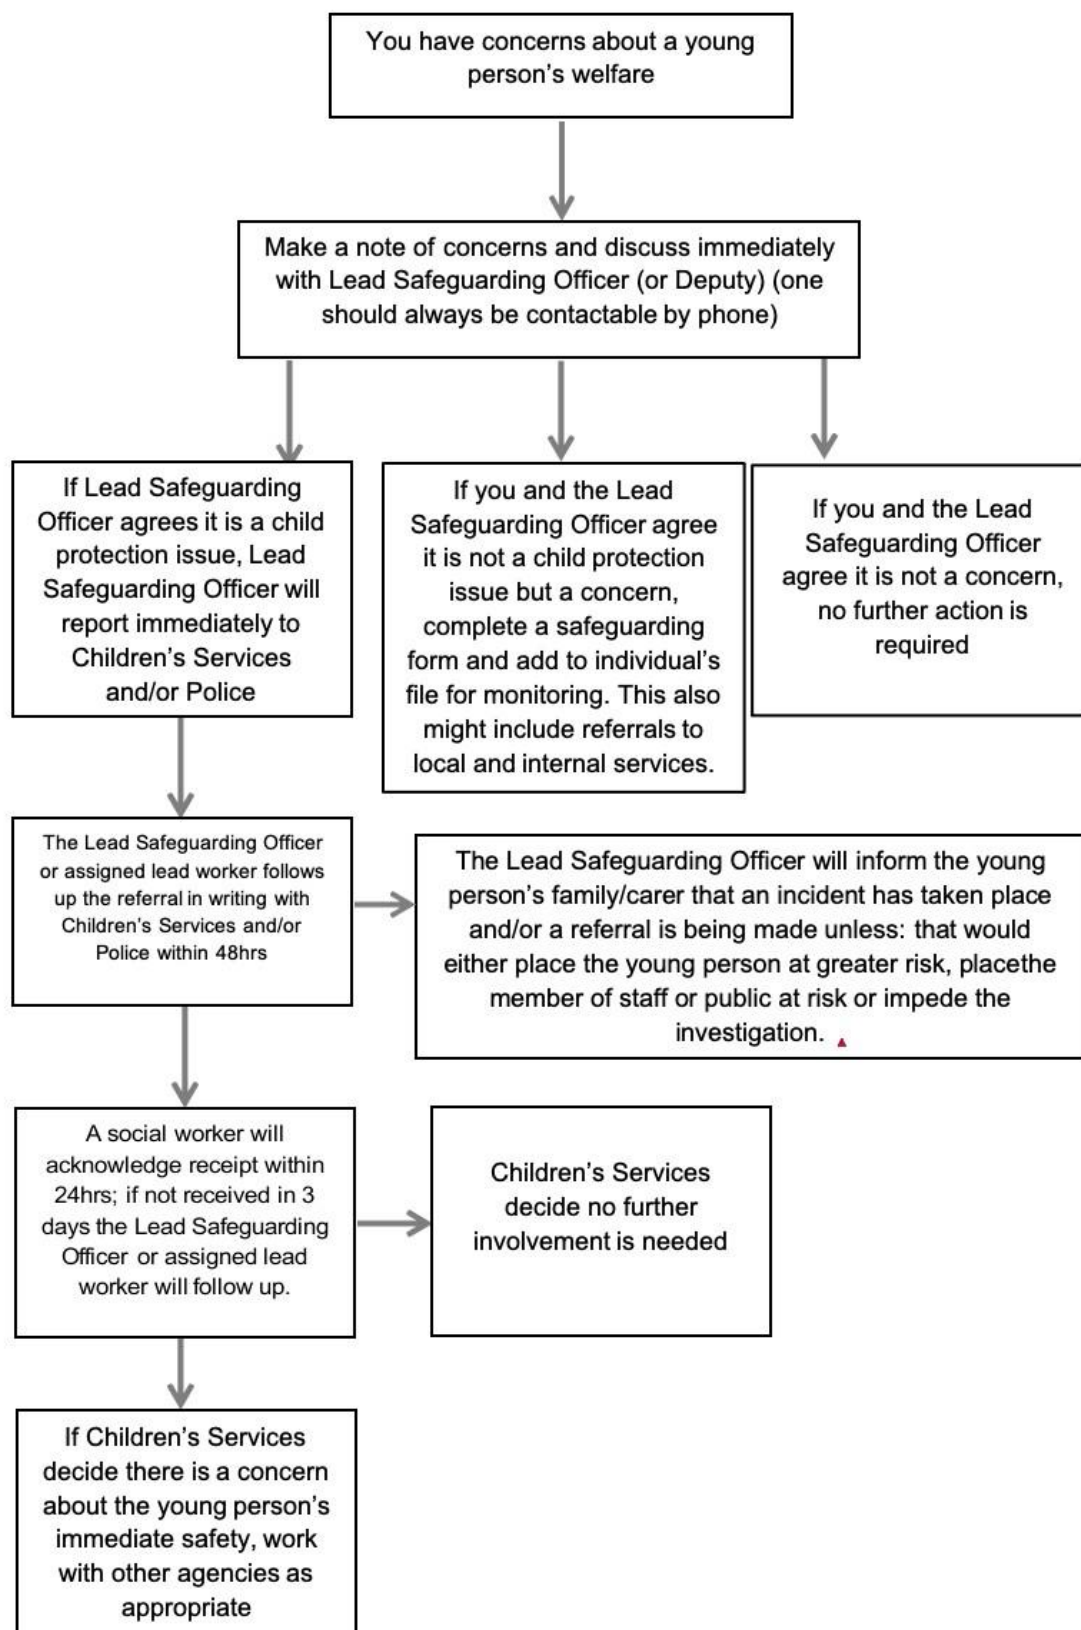 You have concerns about a young
person’s welfare
Make a note of concerns and discuss immediately
with Lead Safeguarding Officer (or Deputy) (one
should always be contactable by phone)
If Lead Safeguarding
Officer agrees it is a child
protection issue, Lead
Safeguarding Officer will
report immediately to
Children’s Services
and/or Police
If you and the Lead
Safeguarding Officer agree
it is not a child protection
issue but a concern,
complete a safeguarding
form and add to individual’s
file for monitoring. This also
might include referrals to
local and internal services.
If you and the Lead
Safeguarding Officer
agree it is not a concern,
no further action is
required
The Lead Safeguarding Officer
or assigned lead worker follows
up the referral in writing with
Children’s Services and/or
Police within 48hrs
The Lead Safeguarding Officer will inform the young
person’s family/carer that an incident has taken place
and/or a referral is being made unless: that would
either place the young person at greater risk, placethe
member of staff or public at risk or impede the
investigation.
A social worker will
acknowledge receipt within
24hrs; if not received in 3
days the Lead Safeguarding
Officer or assigned lead
worker will follow up.
Children’s Services
decide no further
involvement is needed
If Children’s Services
decide there is a concern
about the young person’s
immediate safety, work
with other agencies as
appropriate